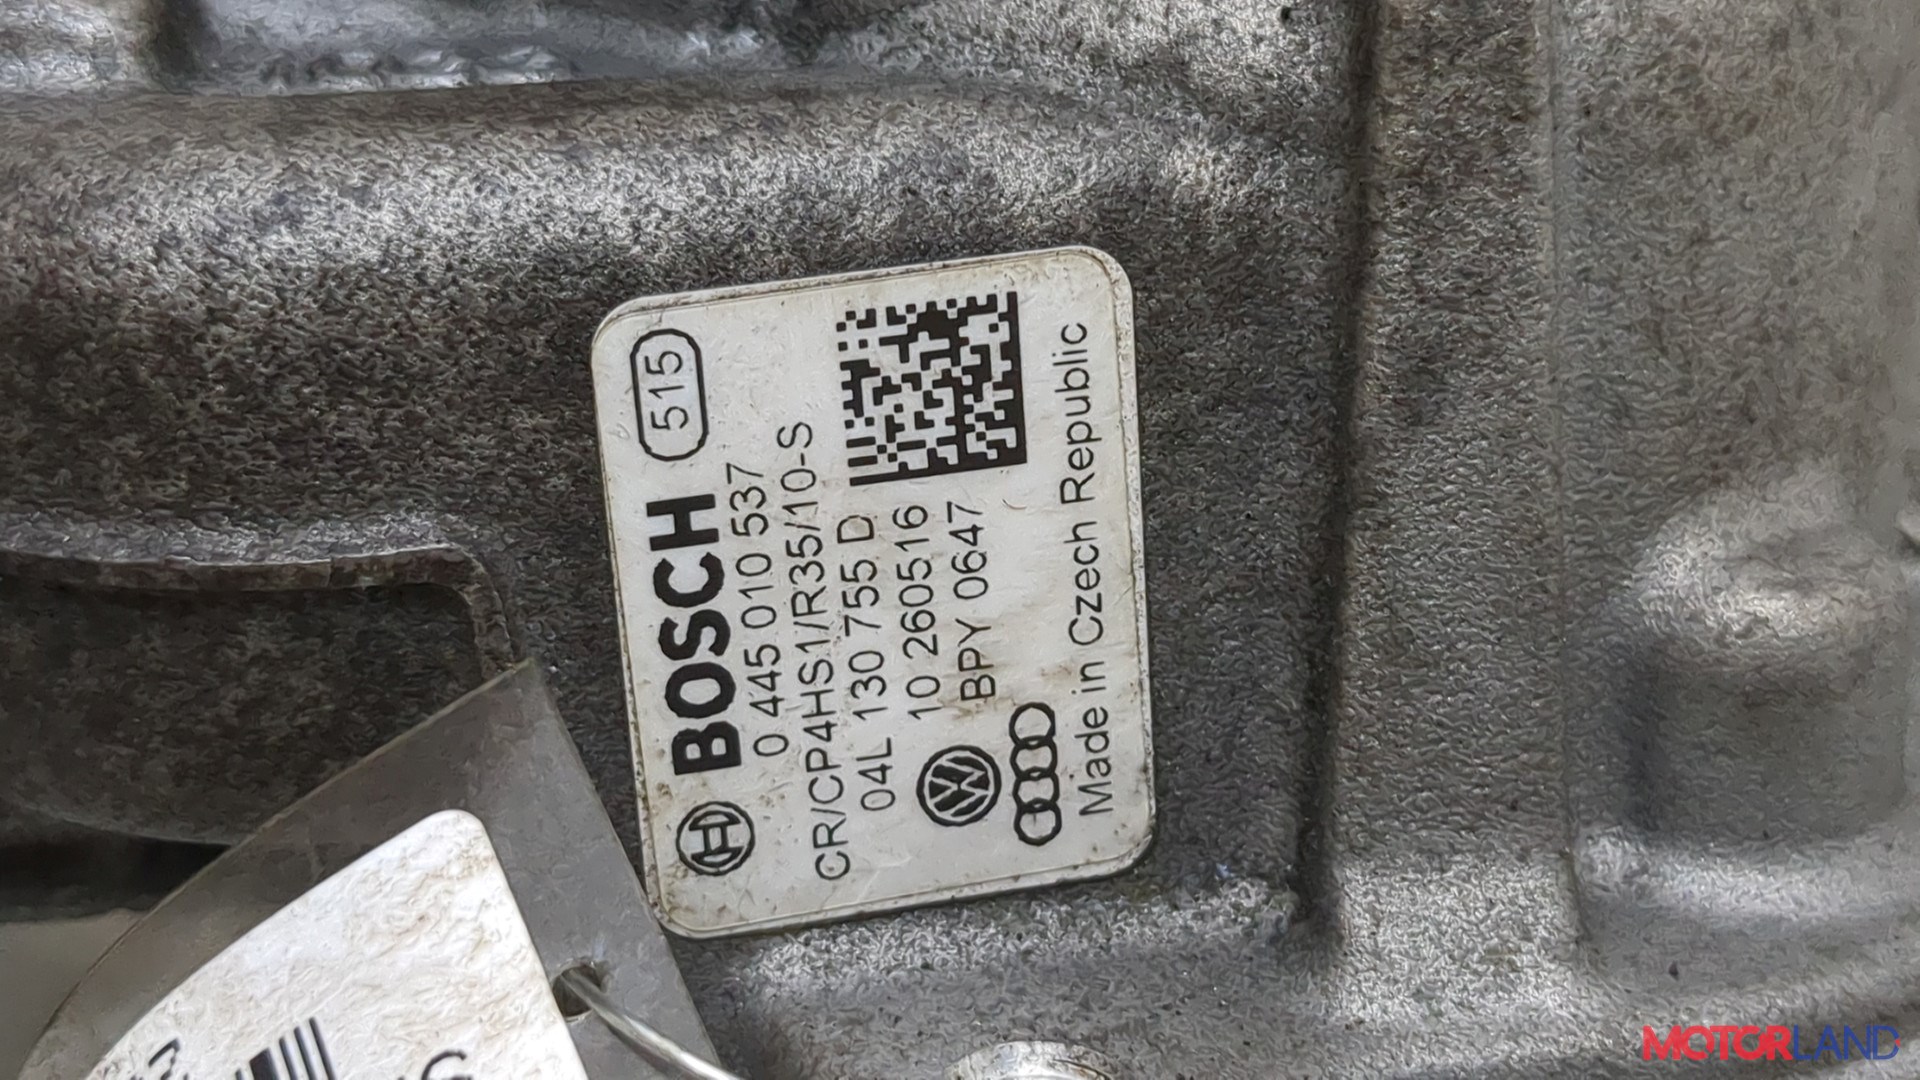 BOSCH 515
0 445 010 537
CR/CP4HS1/R35/10-S
04L 130 755 D
10 260516
BPY 0647
Made in Czech Republic
MOTORLAND